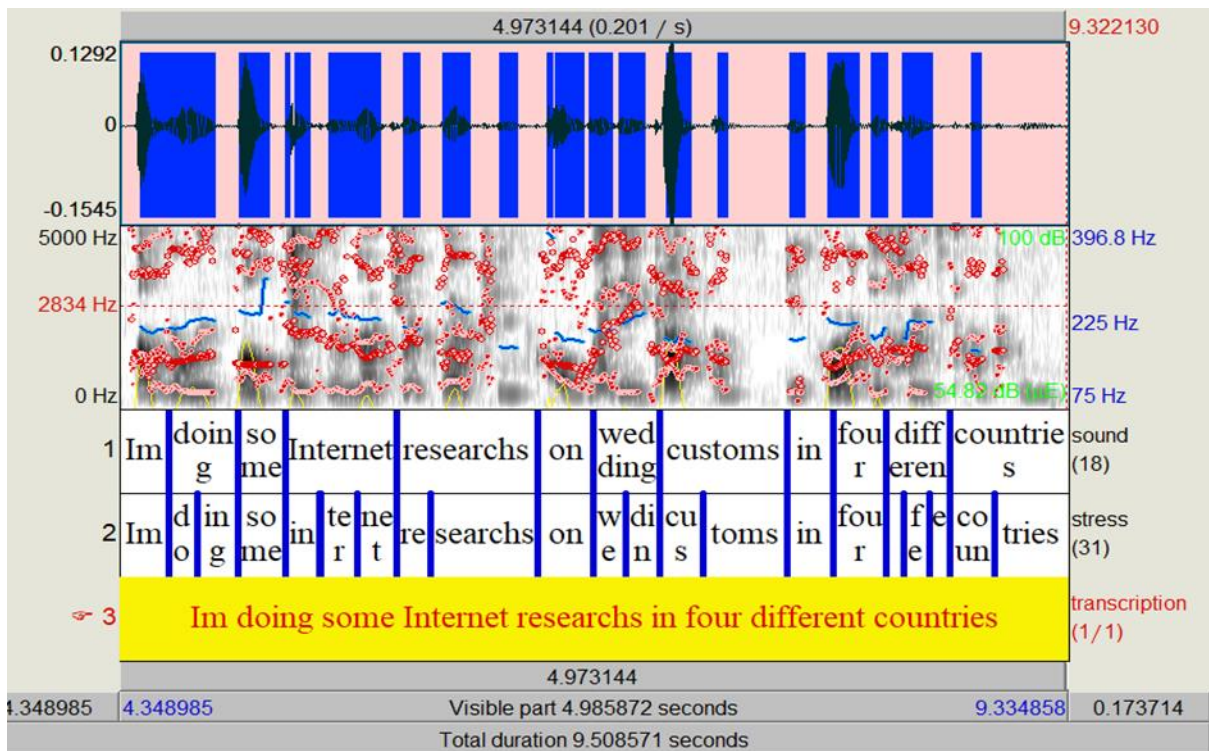 4.973144 (0.201 / s)
9.322130
0.1292
0
-0.1545
5000 Hz
100 dB
396.8 Hz
2834 Hz
225 Hz
0 Hz
54.82 dB (µE)
75 Hz
1
Im
doin
g
so
me
Internet
researchs
on
wed
ding
customs
in
fou
r
diff
eren
countrie
s
sound
(18)
2
Im
d
o
in
g
so
me
in
te
r
ne
t
re
searchs
on
w
e
di
n
cu
s
toms
in
fou
r
f
e
e
co
un
tries
stress
(31)
☞ 3
Im doing some Internet researchs in four different countries
transcription
(1/1)
4.973144
4.348985
4.348985
Visible part 4.985872 seconds
9.334858
0.173714
Total duration 9.508571 seconds